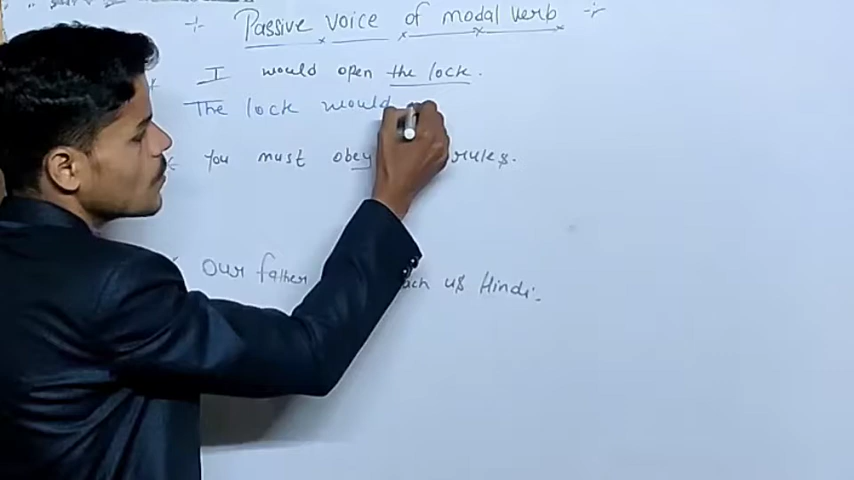 Passive voice of modal verb
I would open the lock.
The lock would
You must obey rules.
Our father us Hindi.